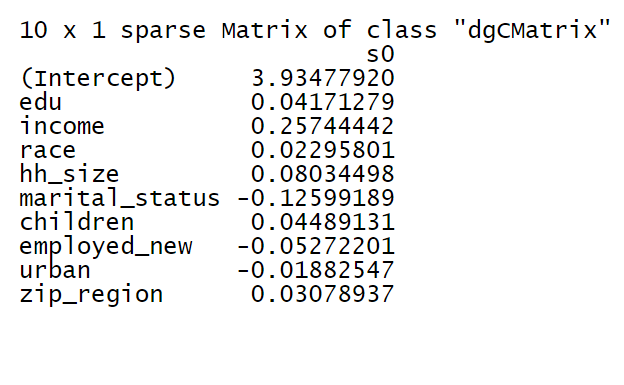 10 x 1 sparse Matrix of class "dgCMatrix"
s0
(Intercept) 3.93477920
edu 0.04171279
income 0.25744442
race 0.02295801
hh_size 0.08034498
marital_status -0.12599189
children 0.04489131
employed_new -0.05272201
urban -0.01882547
zip_region 0.03078937